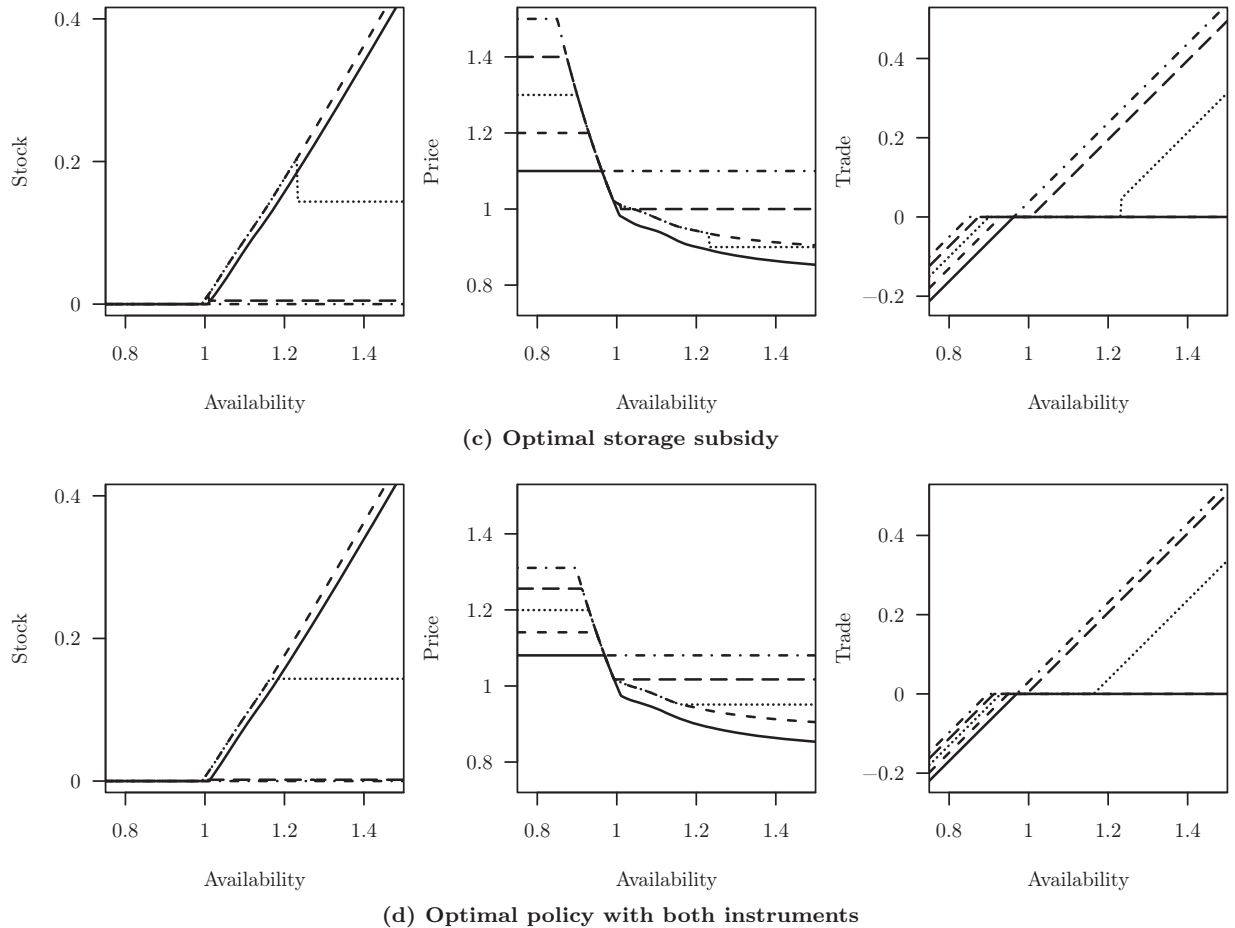 0.4
0.2
0
Stock
0.8 1 1.2 1.4
Availability
1.4
1.2
1
0.8
Price
0.8 1 1.2 1.4
Availability
0.4
0.2
0
−0.2
Trade
0.8 1 1.2 1.4
Availability
(c) Optimal storage subsidy
0.4
0.2
0
Stock
0.8 1 1.2 1.4
Availability
1.4
1.2
1
0.8
Price
0.8 1 1.2 1.4
Availability
0.4
0.2
0
−0.2
Trade
0.8 1 1.2 1.4
Availability
(d) Optimal policy with both instruments